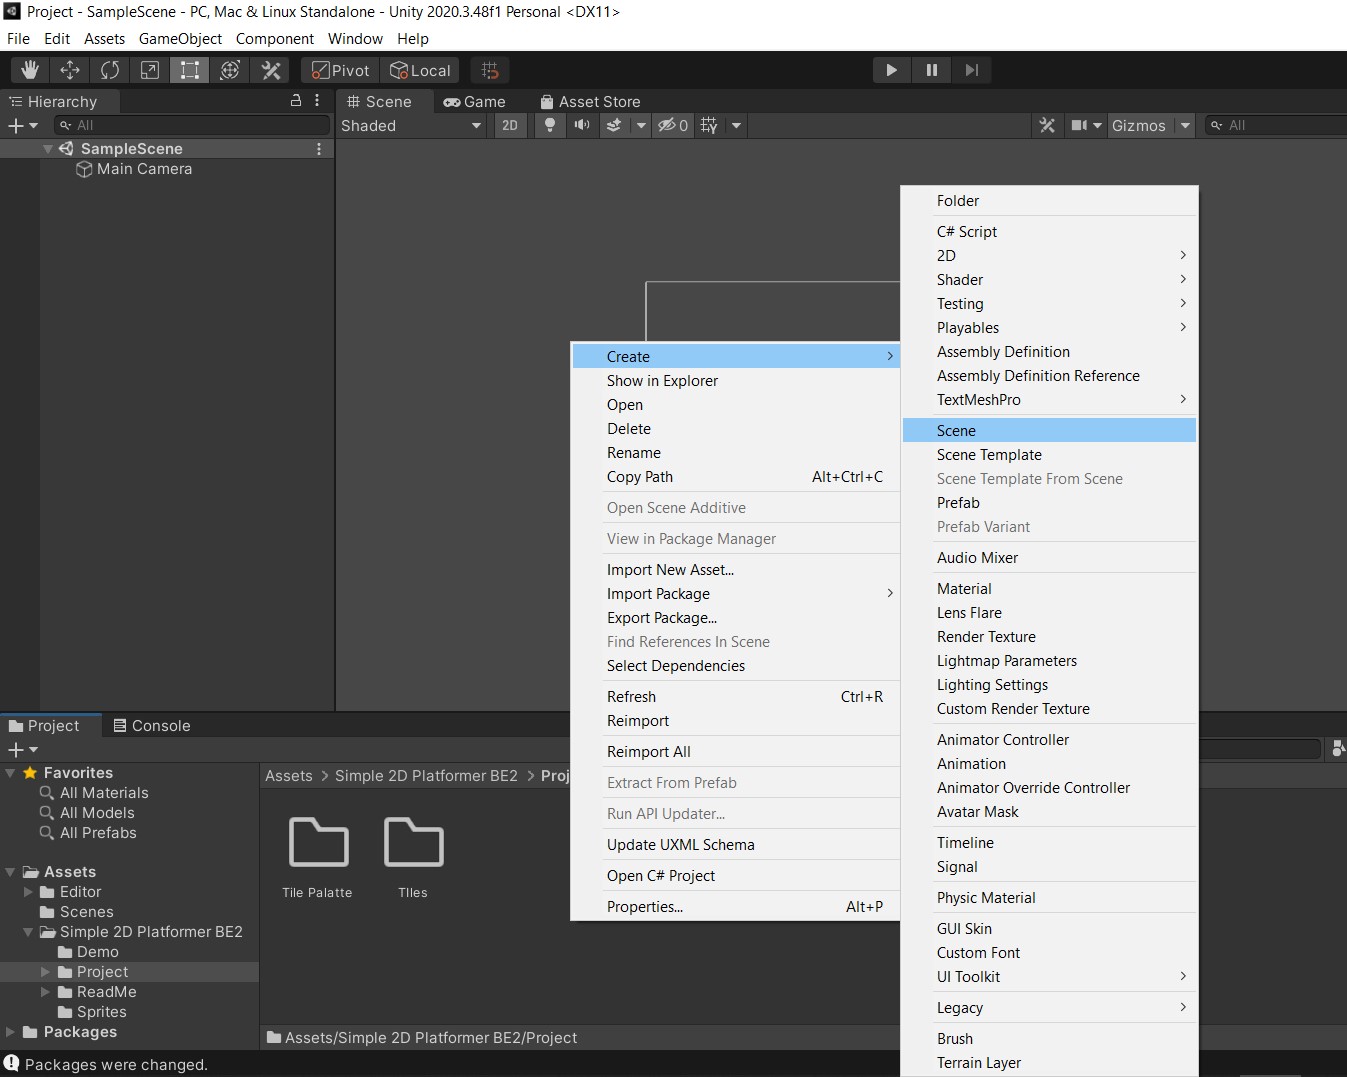 Project - SampleScene - PC, Mac & Linux Standalone - Unity 2020.3.48f1 Personal <DX11>
File Edit Assets GameObject Component Window Help
Pivot Local
Hierarchy
All
SampleScene
Main Camera
Scene Game Asset Store
Shaded 2D 0 Gizmos All
Create
Show in Explorer
Open
Delete
Rename
Copy Path Alt+Ctrl+C
Open Scene Additive
View in Package Manager
Import New Asset...
Import Package
Export Package...
Find References In Scene
Select Dependencies
Refresh Ctrl+R
Reimport
Reimport All
Extract From Prefab
Run API Updater...
Update UXML Schema
Open C# Project
Properties... Alt+P
Folder
C# Script
2D
Shader
Testing
Playables
Assembly Definition
Assembly Definition Reference
TextMeshPro
Scene
Scene Template
Scene Template From Scene
Prefab
Prefab Variant
Audio Mixer
Material
Lens Flare
Render Texture
Lightmap Parameters
Lighting Settings
Custom Render Texture
Animator Controller
Animation
Animator Override Controller
Avatar Mask
Timeline
Signal
Physic Material
GUI Skin
Custom Font
UI Toolkit
Legacy
Brush
Terrain Layer
Project Console
Favorites
All Materials
All Models
All Prefabs
Assets
Editor
Scenes
Simple 2D Platformer BE2
Demo
Project
ReadMe
Sprites
Packages
Assets > Simple 2D Platformer BE2 > Proj
Tile Palatte TIles
Assets/Simple 2D Platformer BE2/Project
Packages were changed.